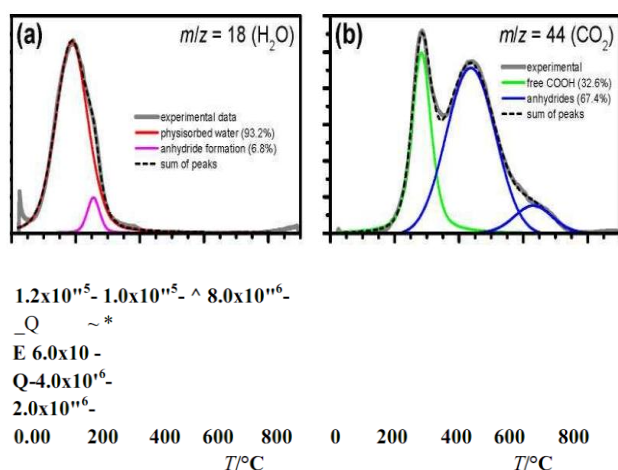 (a) m/z = 18 (H₂O)
experimental data
physisorbed water (93.2%)
anhydride formation (6.8%)
sum of peaks
(b) m/z = 44 (CO₂)
experimental
free COOH (32.6%)
anhydrides (67.4%)
sum of peaks
1.2x10"⁵- 1.0x10"⁵- ^ 8.0x10"⁶-
_Q ~ *
E 6.0x10 -
Q-4.0x10'⁶-
2.0x10"⁶-
0.00 200 400 600 800 0 200 400 600 800
T/°C T/°C